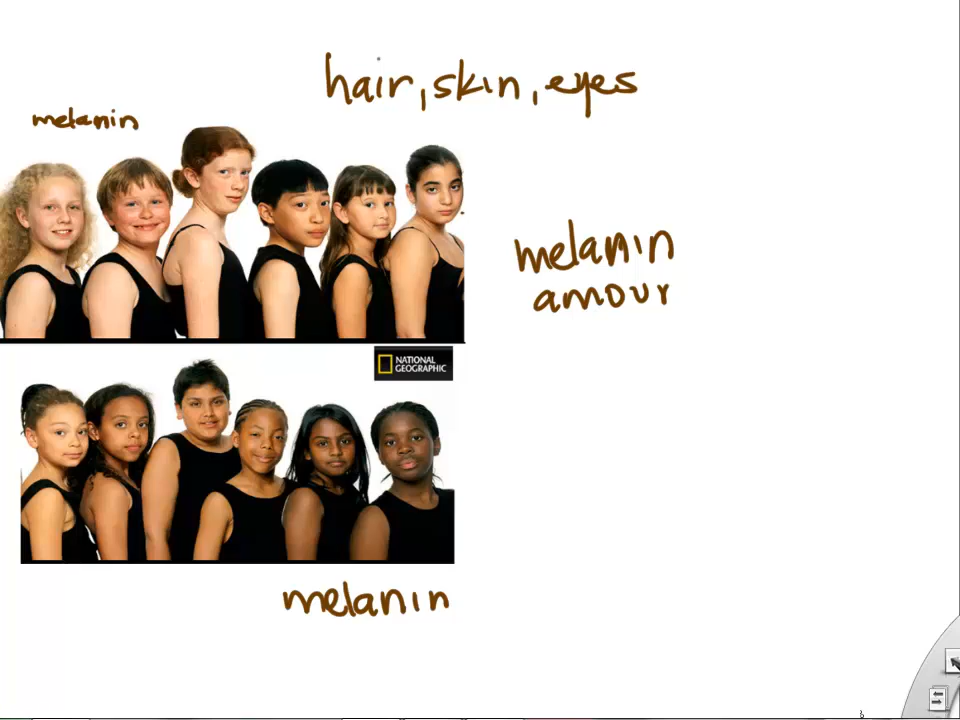 hair, skin, eyes
melanin
melanin
amour
NATIONAL
GEOGRAPHIC
melanin